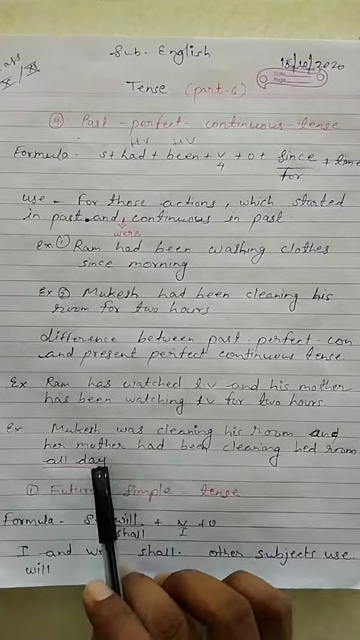 Sub- English
15/10/2020
Tense (part-6)
④ Past-perfect-continuous-tense
HV HV
Formula- s+ had + been + V4 + o + since/for + time
use - For those actions, which started
in past and, continuous in past
were
Ex ① Ram had been washing clothes
since morning
Ex ② Mukesh had been cleaning his
room for two hours.
difference between past-perfect-con
and present perfect continuous tense.
Ex Ram has watched t.v and his mother
has been watching t.v for two hours
Ex Mukesh was cleaning his room and
her mother had been cleaning bed room
all day
① Future Simple tense
Formula- will/shall + V1 + o
I and shall. other subjects use
will